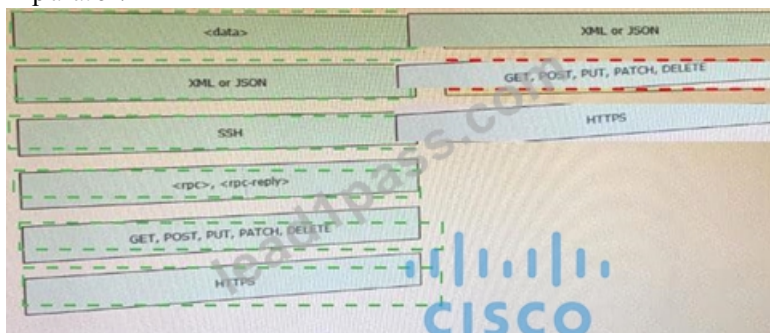 <data>
XML or JSON
XML or JSON
GET, POST, PUT, PATCH, DELETE
SSH
HTTPS
<rpc>, <rpc-reply>
GET, POST, PUT, PATCH, DELETE
HTTPS
lead1pass.com
CISCO